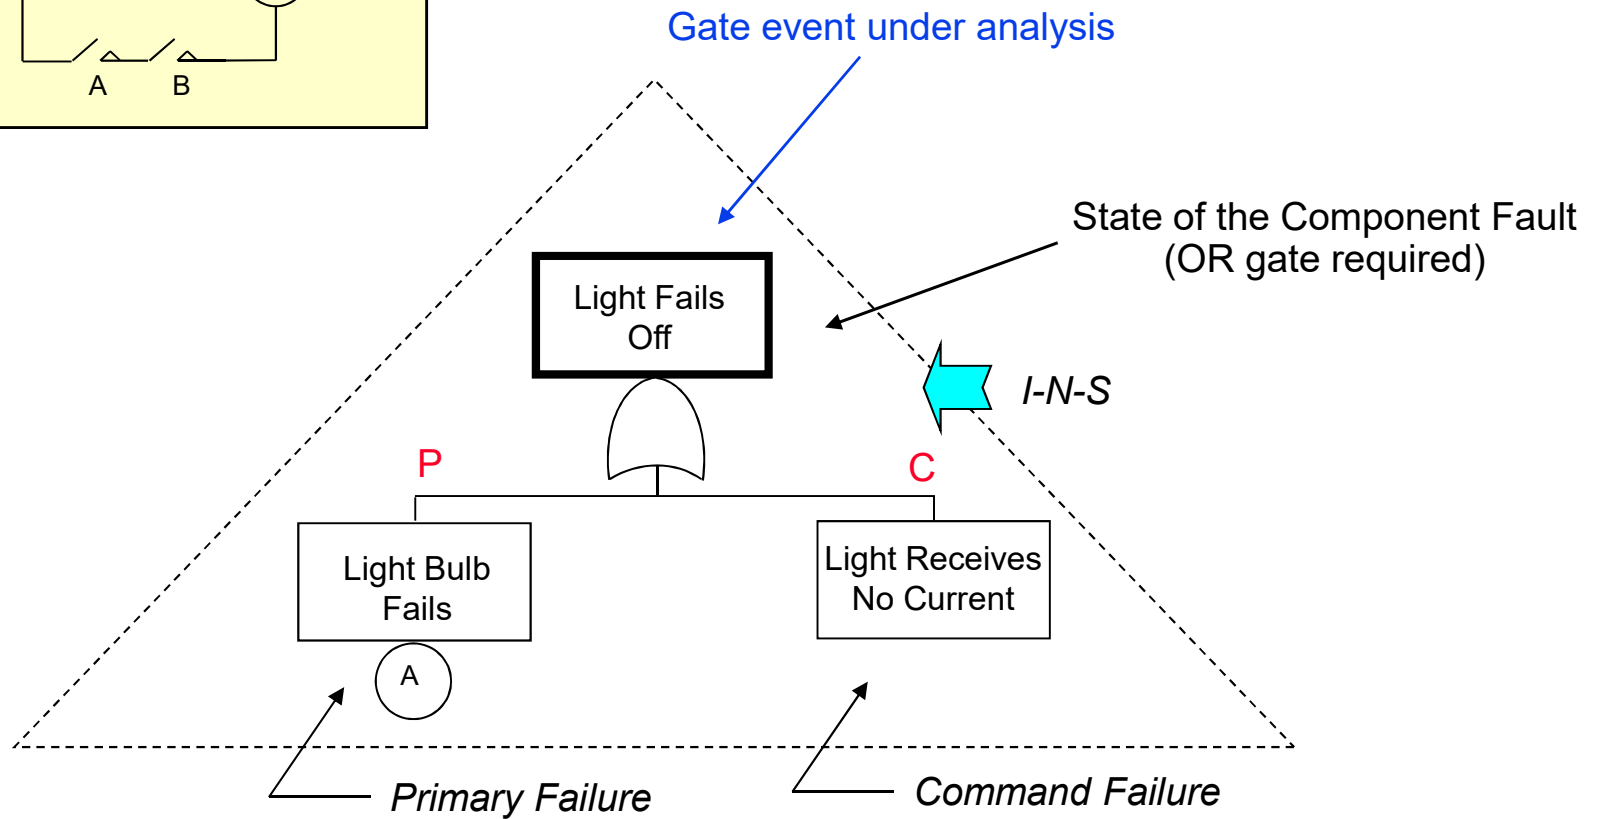 A B
Gate event under analysis
State of the Component Fault
(OR gate required)
Light Fails
Off
I-N-S
P
C
Light Bulb
Fails
Light Receives
No Current
A
Primary Failure
Command Failure